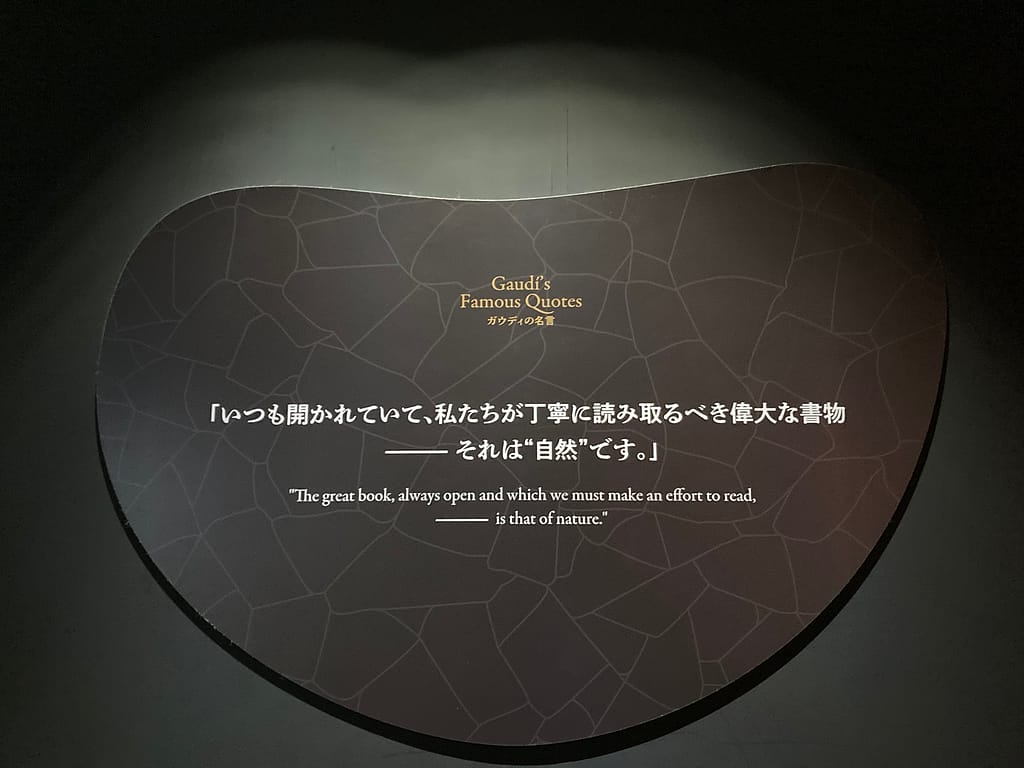 Gaudí's
Famous Quotes
ガウディの名言
「いつも開かれていて、私たちが丁寧に読み取るべき偉大な書物
—— それは“自然”です。」
"The great book, always open and which we must make an effort to read,
—— is that of nature."